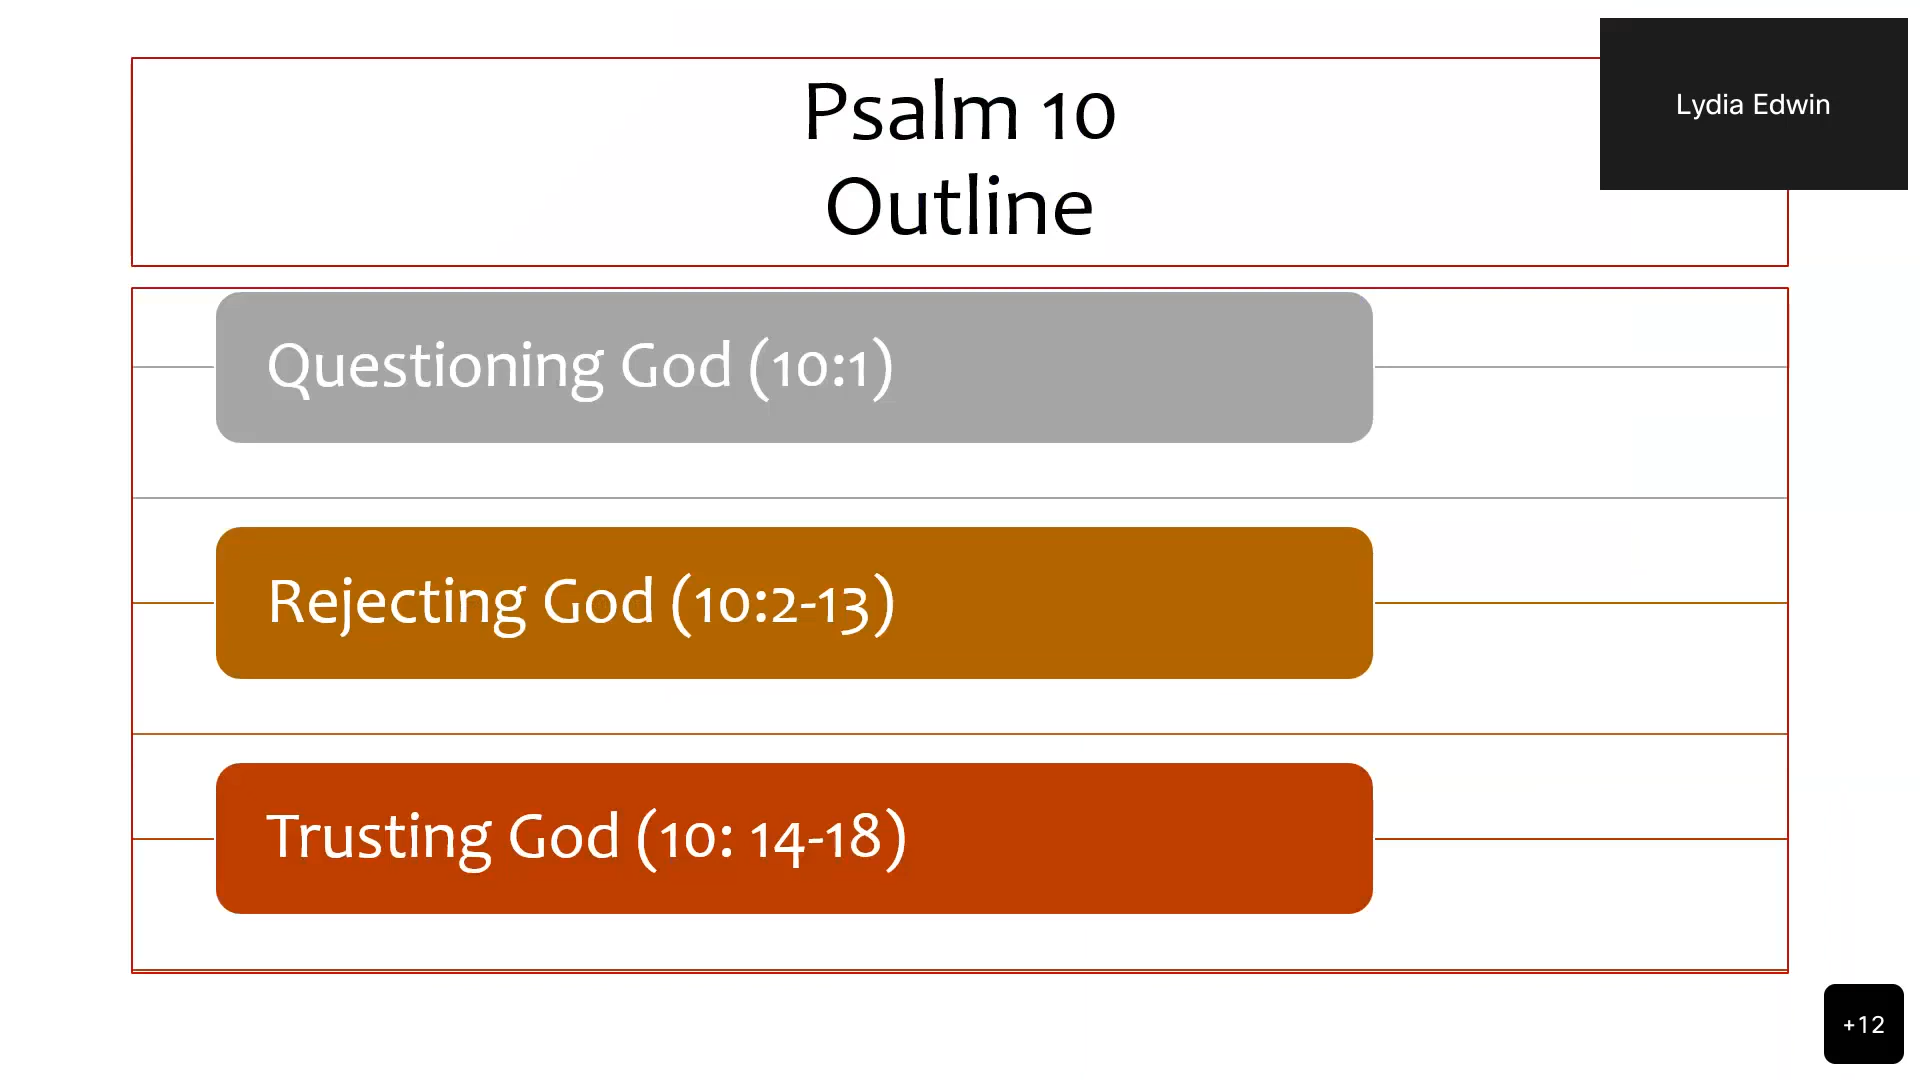 Psalm 10
Outline
Lydia Edwin
Questioning God (10:1)
Rejecting God (10:2-13)
Trusting God (10: 14-18)
+12